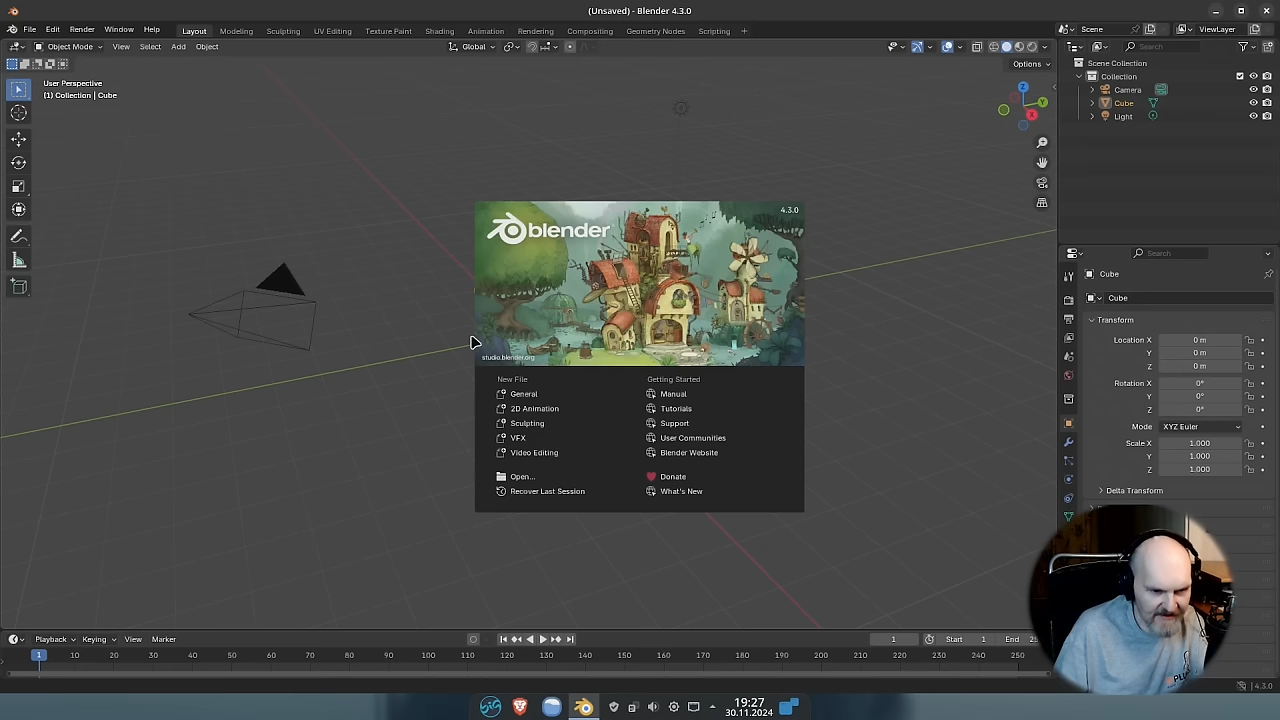 (Unsaved) - Blender 4.3.0
File Edit Render Window Help Layout Modeling Sculpting UV Editing Texture Paint Shading Animation Rendering Compositing Geometry Nodes Scripting + Scene ViewLayer
Object Mode View Select Add Object Global Search
Options
User Perspective
(1) Collection | Cube
Z
Y
X
Scene Collection
Collection
Camera
Cube
Light
blender
4.3.0
studio.blender.org
New File
General
2D Animation
Sculpting
VFX
Video Editing
Open...
Recover Last Session
Getting Started
Manual
Tutorials
Support
User Communities
Blender Website
Donate
What's New
Search
Cube
Cube
Transform
Location X 0 m
Y 0 m
Z 0 m
Rotation X 0°
Y 0°
Z 0°
Mode XYZ Euler
Scale X 1.000
Y 1.000
Z 1.000
Delta Transform
Playback Keying View Marker 1 Start 1 End
1 10 20 30 40 50 60 70 80 90 100 110 120 130 140 150 160 170 180 190 200 210 220 230 240 250
4.3.0
19:27
30.11.2024